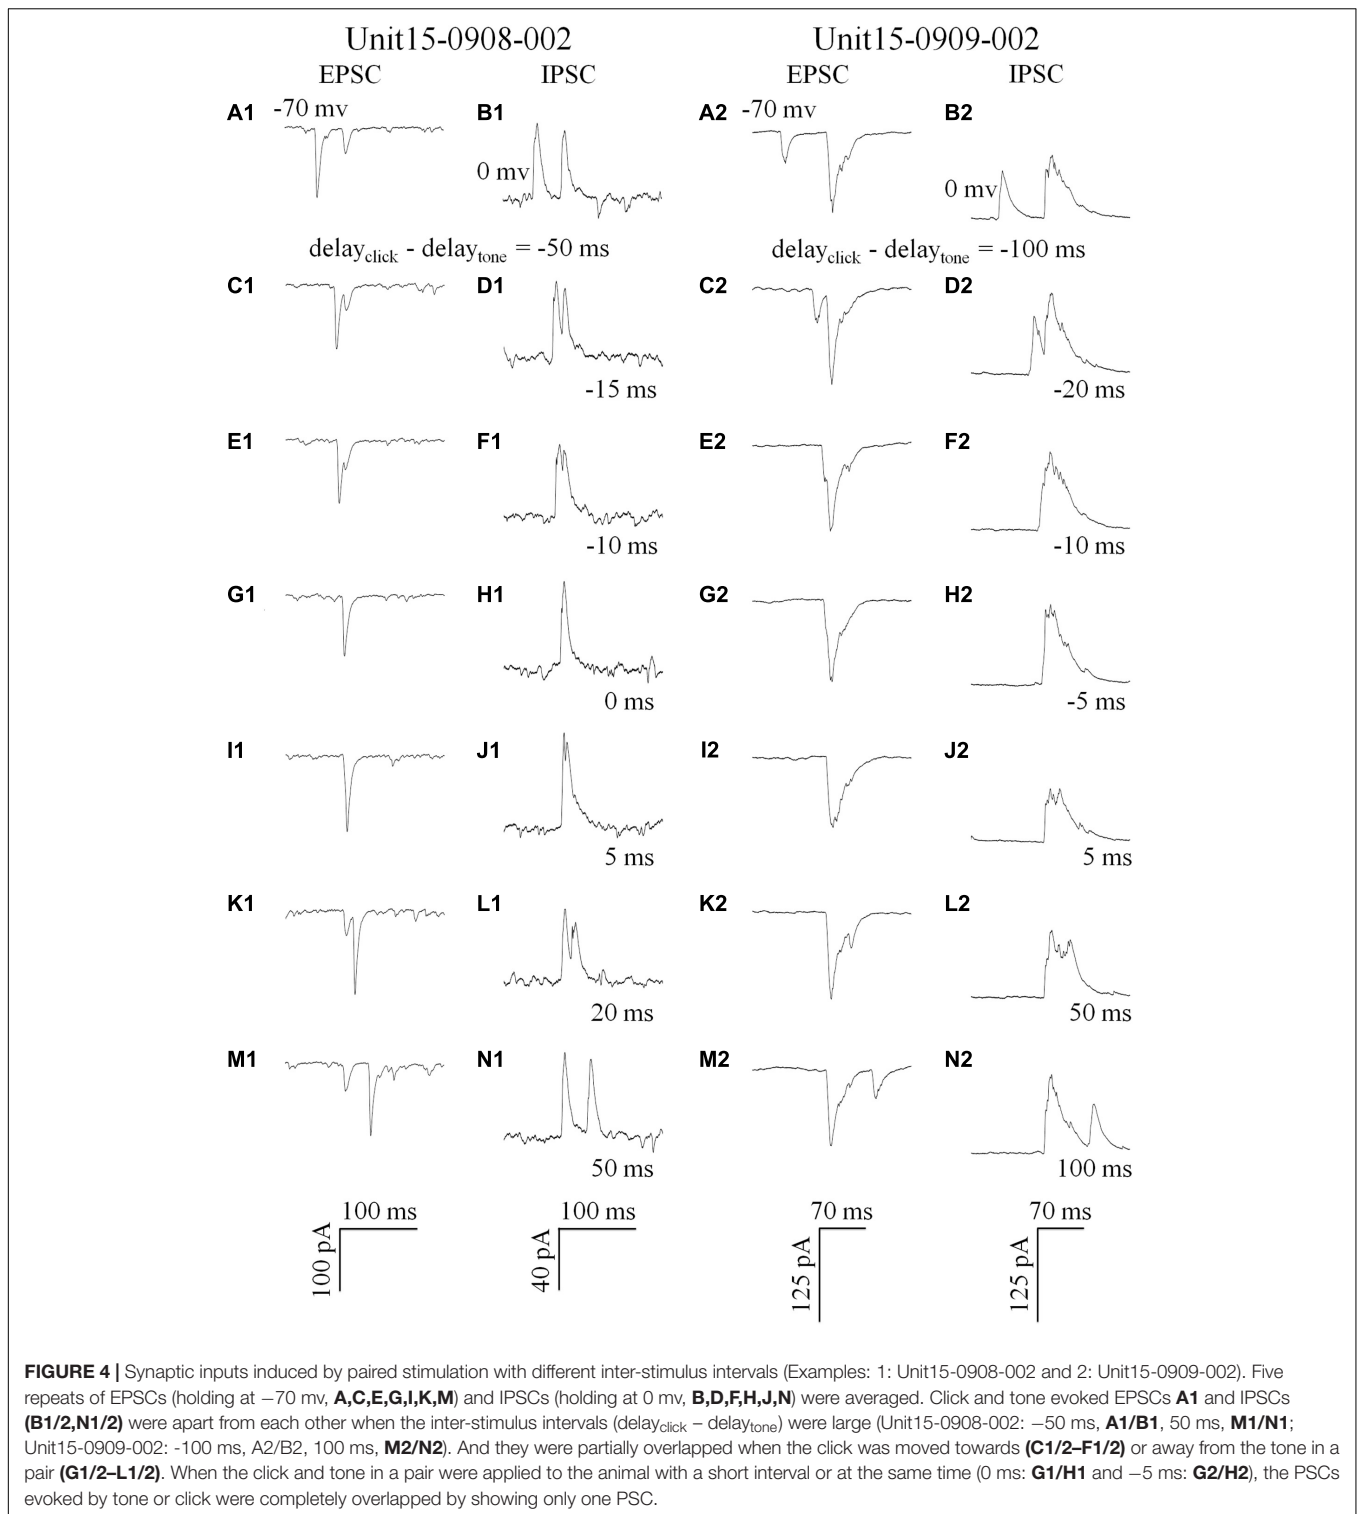 Unit15-0908-002 Unit15-0909-002
EPSC IPSC EPSC IPSC
A1 -70 mv B1 A2 -70 mv B2
0 mv 0 mv
delayclick - delaytone = -50 ms delayclick - delaytone = -100 ms
C1 D1 C2 D2
-15 ms -20 ms
E1 F1 E2 F2
-10 ms -10 ms
G1 H1 G2 H2
0 ms -5 ms
I1 J1 I2 J2
5 ms 5 ms
K1 L1 K2 L2
20 ms 50 ms
M1 N1 M2 N2
50 ms 100 ms
100 ms 100 ms 70 ms 70 ms
100 pA 40 pA 125 pA 125 pA
FIGURE 4 | Synaptic inputs induced by paired stimulation with different inter-stimulus intervals (Examples: 1: Unit15-0908-002 and 2: Unit15-0909-002). Five
repeats of EPSCs (holding at −70 mv, A,C,E,G,I,K,M) and IPSCs (holding at 0 mv, B,D,F,H,J,N) were averaged. Click and tone evoked EPSCs A1 and IPSCs
(B1/2,N1/2) were apart from each other when the inter-stimulus intervals (delayclick – delaytone) were large (Unit15-0908-002: −50 ms, A1/B1, 50 ms, M1/N1;
Unit15-0909-002: -100 ms, A2/B2, 100 ms, M2/N2). And they were partially overlapped when the click was moved towards (C1/2–F1/2) or away from the tone in a
pair (G1/2–L1/2). When the click and tone in a pair were applied to the animal with a short interval or at the same time (0 ms: G1/H1 and −5 ms: G2/H2), the PSCs
evoked by tone or click were completely overlapped by showing only one PSC.